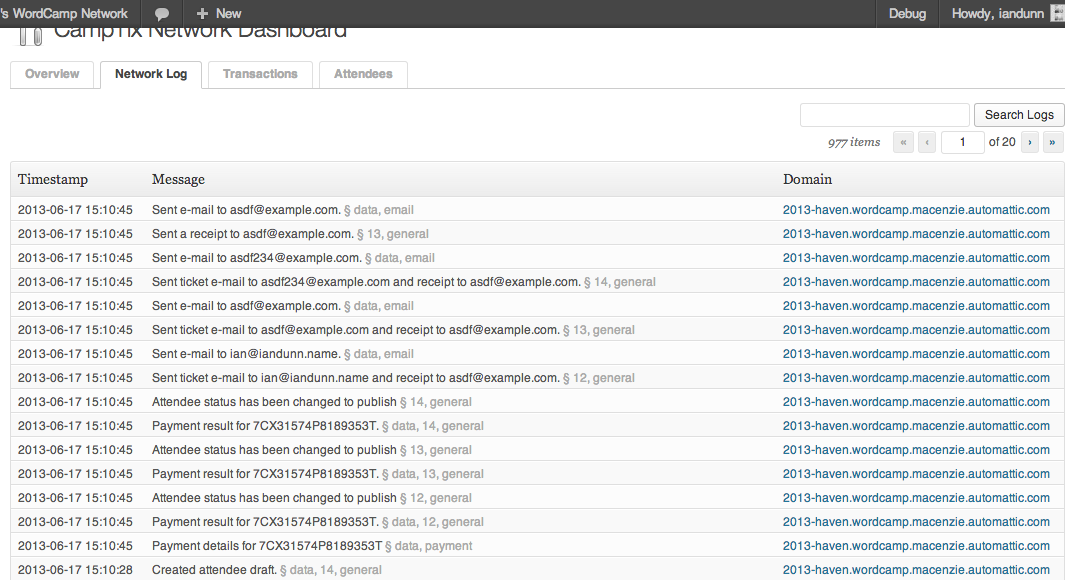 's WordCamp Network + New Debug Howdy, iandunn
CampTix Network Dashboard
Overview Network Log Transactions Attendees
Search Logs
977 items « ‹ 1 of 20 › »
Timestamp Message Domain
2013-06-17 15:10:45 Sent e-mail to asdf@example.com. § data, email 2013-haven.wordcamp.macenzie.automattic.com
2013-06-17 15:10:45 Sent a receipt to asdf@example.com. § 13, general 2013-haven.wordcamp.macenzie.automattic.com
2013-06-17 15:10:45 Sent e-mail to asdf234@example.com. § data, email 2013-haven.wordcamp.macenzie.automattic.com
2013-06-17 15:10:45 Sent ticket e-mail to asdf234@example.com and receipt to asdf@example.com. § 14, general 2013-haven.wordcamp.macenzie.automattic.com
2013-06-17 15:10:45 Sent e-mail to asdf@example.com. § data, email 2013-haven.wordcamp.macenzie.automattic.com
2013-06-17 15:10:45 Sent ticket e-mail to asdf@example.com and receipt to asdf@example.com. § 13, general 2013-haven.wordcamp.macenzie.automattic.com
2013-06-17 15:10:45 Sent e-mail to ian@iandunn.name. § data, email 2013-haven.wordcamp.macenzie.automattic.com
2013-06-17 15:10:45 Sent ticket e-mail to ian@iandunn.name and receipt to asdf@example.com. § 12, general 2013-haven.wordcamp.macenzie.automattic.com
2013-06-17 15:10:45 Attendee status has been changed to publish § 14, general 2013-haven.wordcamp.macenzie.automattic.com
2013-06-17 15:10:45 Payment result for 7CX31574P8189353T. § data, 14, general 2013-haven.wordcamp.macenzie.automattic.com
2013-06-17 15:10:45 Attendee status has been changed to publish § 13, general 2013-haven.wordcamp.macenzie.automattic.com
2013-06-17 15:10:45 Payment result for 7CX31574P8189353T. § data, 13, general 2013-haven.wordcamp.macenzie.automattic.com
2013-06-17 15:10:45 Attendee status has been changed to publish § 12, general 2013-haven.wordcamp.macenzie.automattic.com
2013-06-17 15:10:45 Payment result for 7CX31574P8189353T. § data, 12, general 2013-haven.wordcamp.macenzie.automattic.com
2013-06-17 15:10:45 Payment details for 7CX31574P8189353T § data, payment 2013-haven.wordcamp.macenzie.automattic.com
2013-06-17 15:10:28 Created attendee draft. § data, 14, general 2013-haven.wordcamp.macenzie.automattic.com